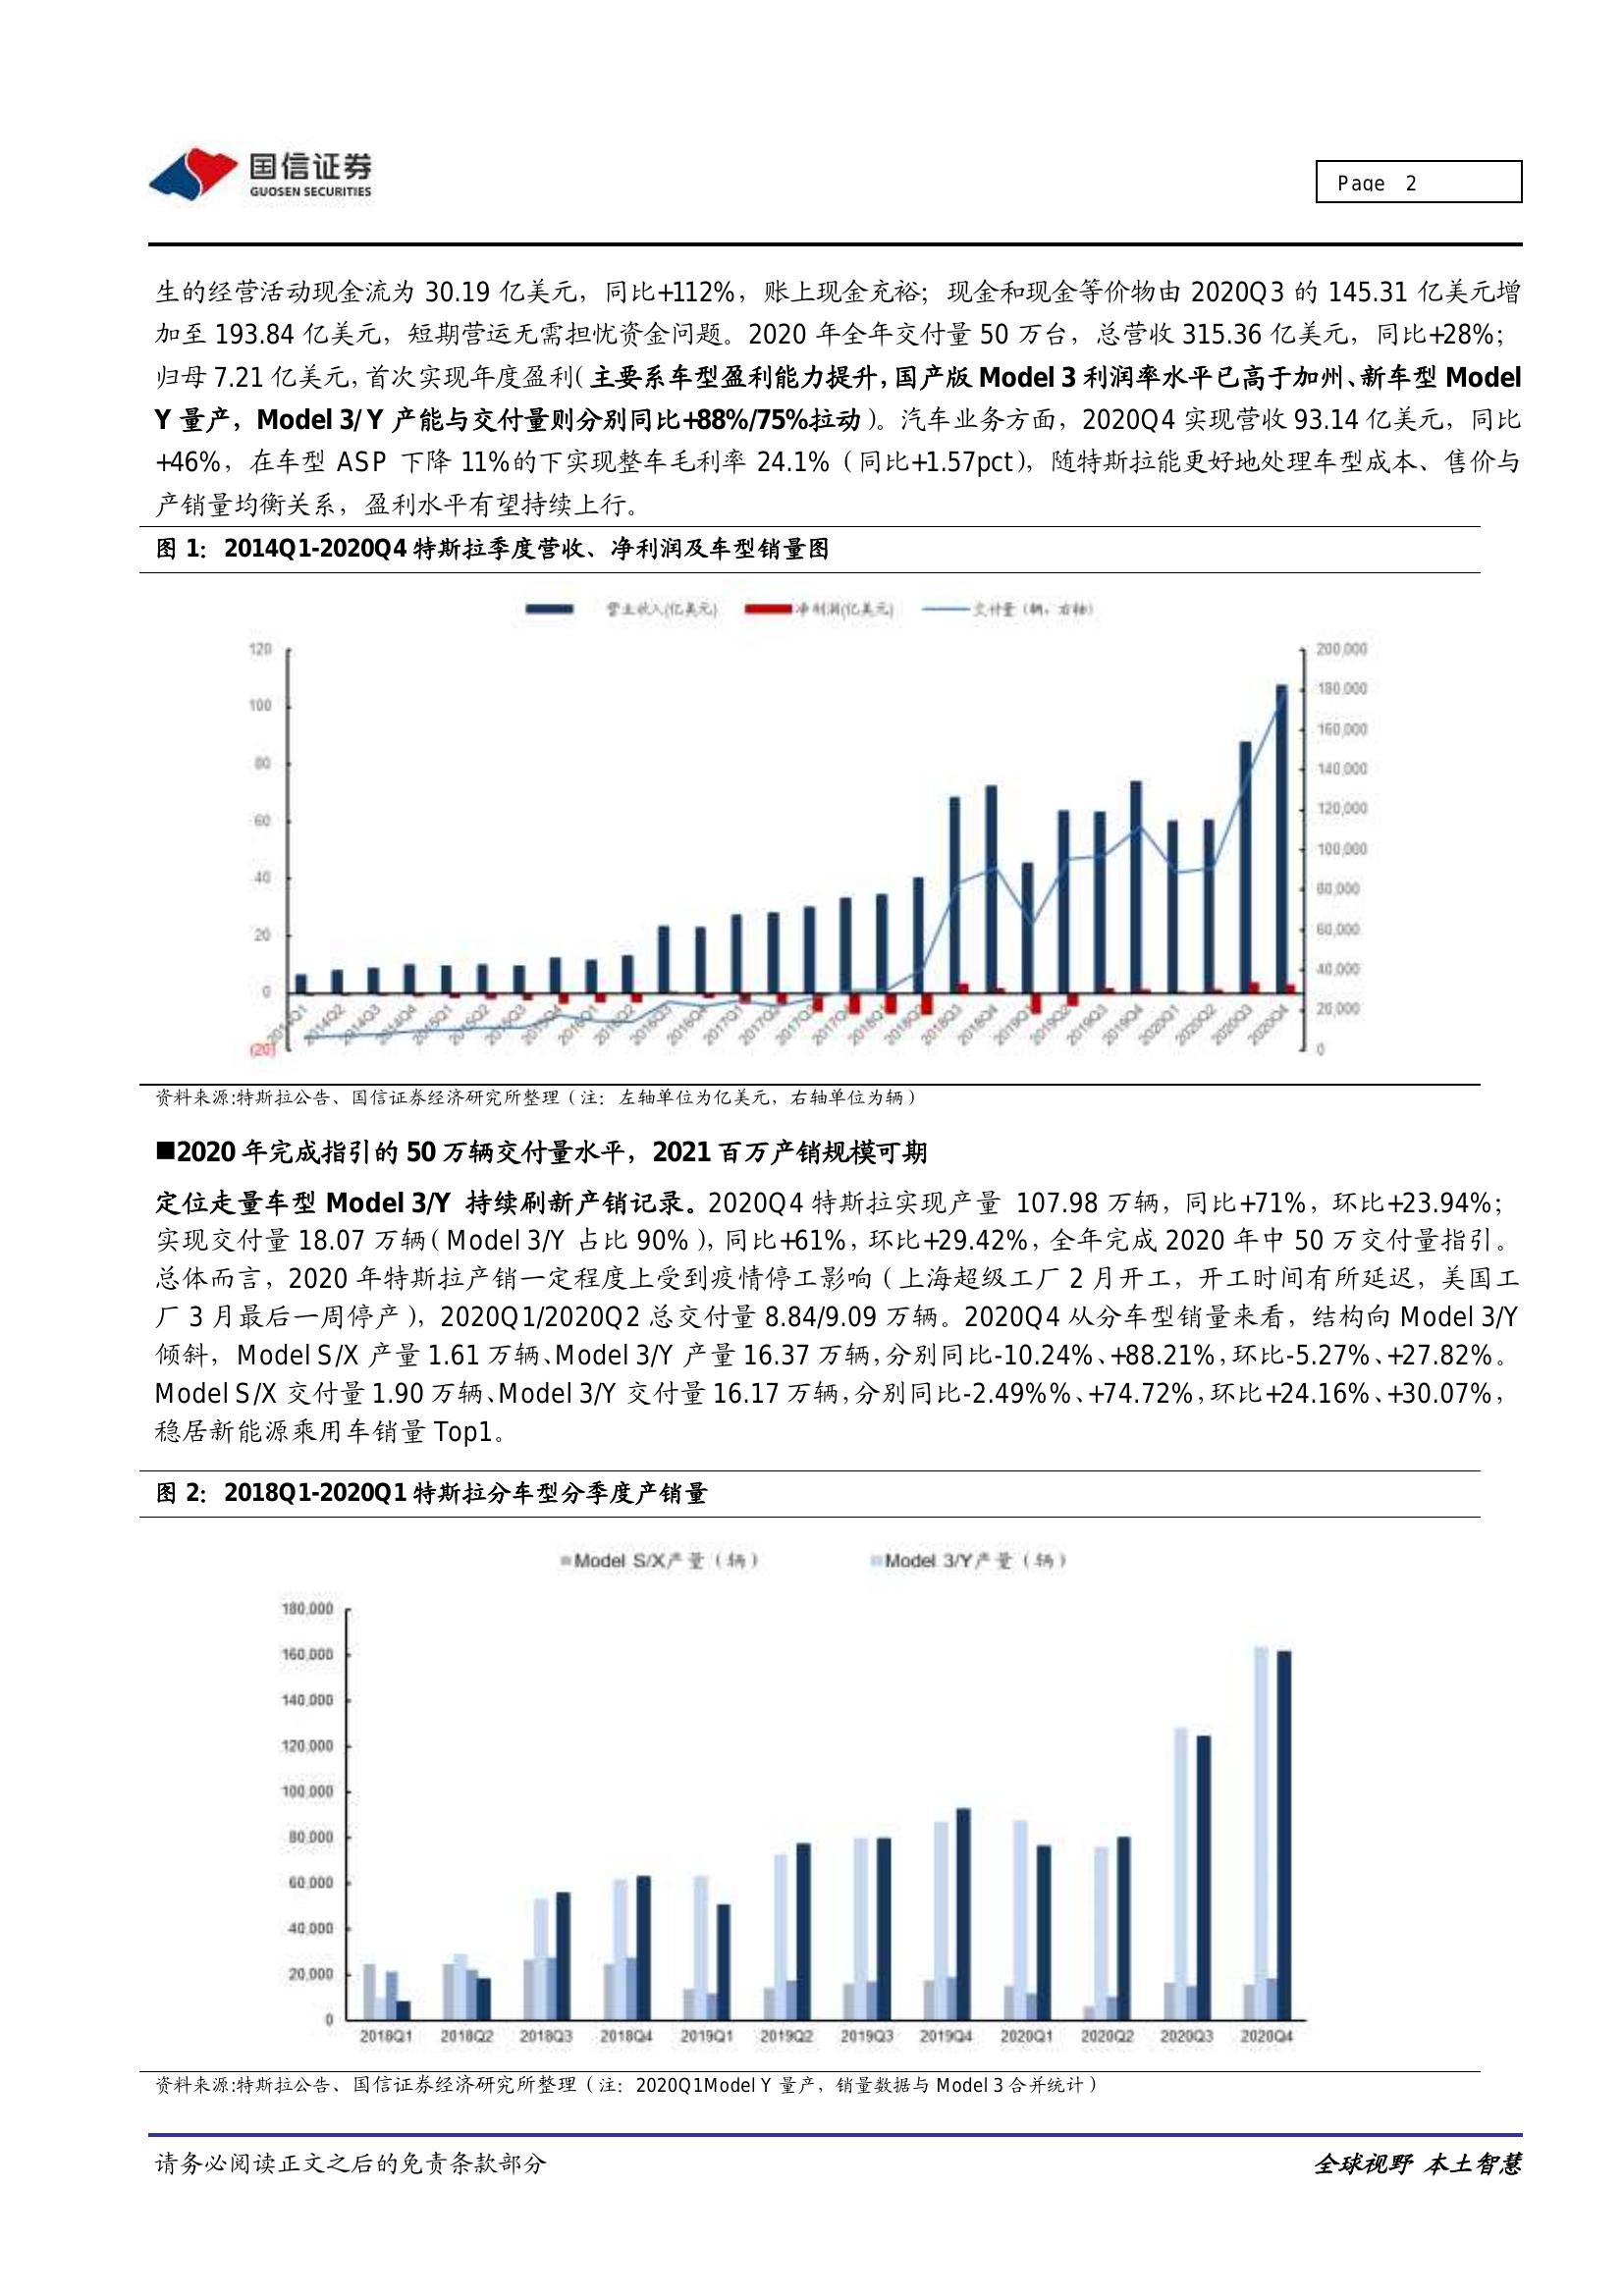 国信证券
GUOSEN SECURITIES
Page 2
生的经营活动现金流为 30.19 亿美元，同比+112%，账上现金充裕；现金和现金等价物由 2020Q3 的 145.31 亿美元增
加至 193.84 亿美元，短期营运无需担忧资金问题。2020 年全年交付量 50 万台，总营收 315.36 亿美元，同比+28%；
归母 7.21 亿美元，首次实现年度盈利（主要系车型盈利能力提升，国产版 Model 3 利润率水平已高于加州、新车型 Model
Y 量产，Model 3/ Y 产能与交付量则分别同比+88%/75%拉动）。汽车业务方面，2020Q4 实现营收 93.14 亿美元，同比
+46%，在车型 ASP 下降 11%的下实现整车毛利率 24.1%（同比+1.57pct），随特斯拉能更好地处理车型成本、售价与
产销量均衡关系，盈利水平有望持续上行。
图 1：2014Q1-2020Q4 特斯拉季度营收、净利润及车型销量图
营业收入(亿美元) 净利润(亿美元) 交付量（辆，右轴）
120 200,000
180,000
100
160,000
80 140,000
60 120,000
100,000
40 80,000
20 60,000
40,000
0 20,000
(20) 0
2014Q1 2014Q2 2014Q3 2014Q4 2015Q1 2015Q2 2015Q3 2015Q4 2016Q1 2016Q2 2016Q3 2016Q4 2017Q1 2017Q2 2017Q3 2017Q4 2018Q1 2018Q2 2018Q3 2018Q4 2019Q1 2019Q2 2019Q3 2019Q4 2020Q1 2020Q2 2020Q3 2020Q4
资料来源:特斯拉公告、国信证券经济研究所整理（注：左轴单位为亿美元，右轴单位为辆）
■2020 年完成指引的 50 万辆交付量水平，2021 百万产销规模可期
定位走量车型 Model 3/Y 持续刷新产销记录。2020Q4 特斯拉实现产量 107.98 万辆，同比+71%，环比+23.94%；
实现交付量 18.07 万辆（Model 3/Y 占比 90%），同比+61%，环比+29.42%，全年完成 2020 年中 50 万交付量指引。
总体而言，2020 年特斯拉产销一定程度上受到疫情停工影响（上海超级工厂 2 月开工，开工时间有所延迟，美国工
厂 3 月最后一周停产），2020Q1/2020Q2 总交付量 8.84/9.09 万辆。2020Q4 从分车型销量来看，结构向 Model 3/Y
倾斜，Model S/X 产量 1.61 万辆、Model 3/Y 产量 16.37 万辆，分别同比-10.24%、+88.21%，环比-5.27%、+27.82%。
Model S/X 交付量 1.90 万辆、Model 3/Y 交付量 16.17 万辆，分别同比-2.49%%、+74.72%，环比+24.16%、+30.07%，
稳居新能源乘用车销量 Top1。
图 2：2018Q1-2020Q1 特斯拉分车型分季度产销量
Model S/X产量（辆） Model 3/Y产量（辆）
180,000
160,000
140,000
120,000
100,000
80,000
60,000
40,000
20,000
0
2018Q1 2018Q2 2018Q3 2018Q4 2019Q1 2019Q2 2019Q3 2019Q4 2020Q1 2020Q2 2020Q3 2020Q4
资料来源:特斯拉公告、国信证券经济研究所整理（注：2020Q1Model Y 量产，销量数据与 Model 3 合并统计）
请务必阅读正文之后的免责条款部分 全球视野 本土智慧